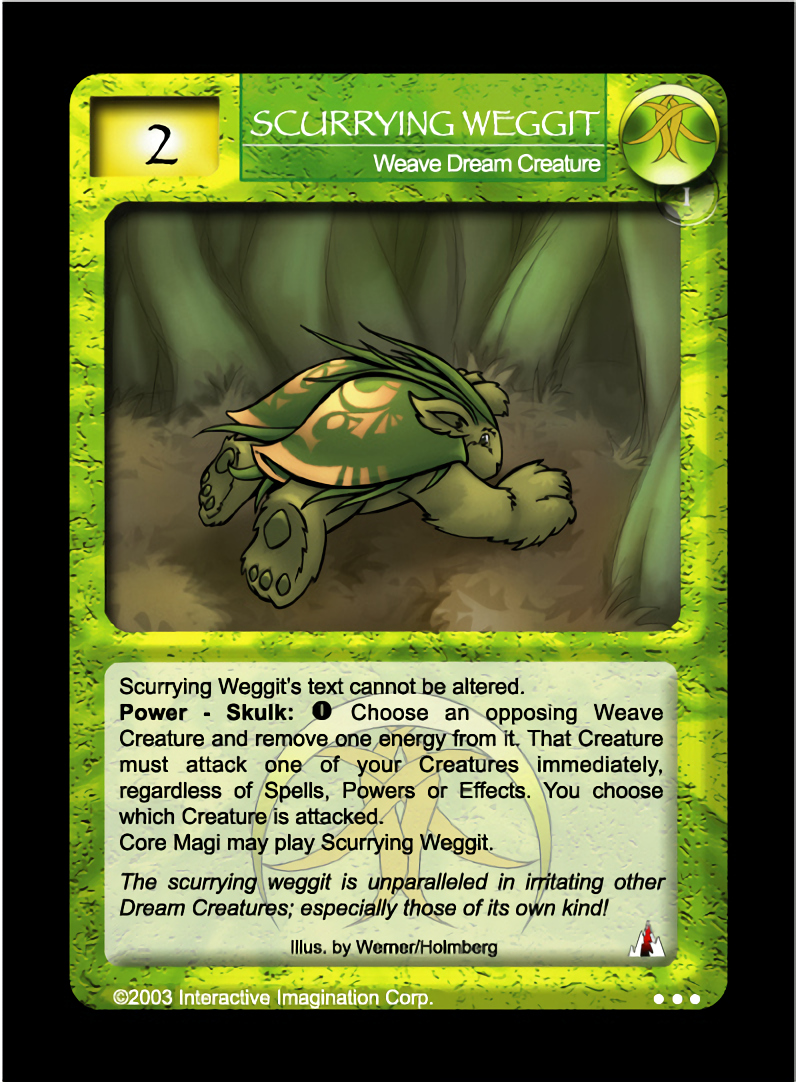 2
SCURRYING WEGGIT
Weave Dream Creature
I
Scurrying Weggit's text cannot be altered.
Power - Skulk: 0 Choose an opposing Weave
Creature and remove one energy from it. That Creature
must attack one of your Creatures immediately,
regardless of Spells, Powers or Effects. You choose
which Creature is attacked.
Core Magi may play Scurrying Weggit.
The scurrying weggit is unparalleled in irritating other
Dream Creatures; especially those of its own kind!
Illus. by Werner/Holmberg
©2003 Interactive Imagination Corp.